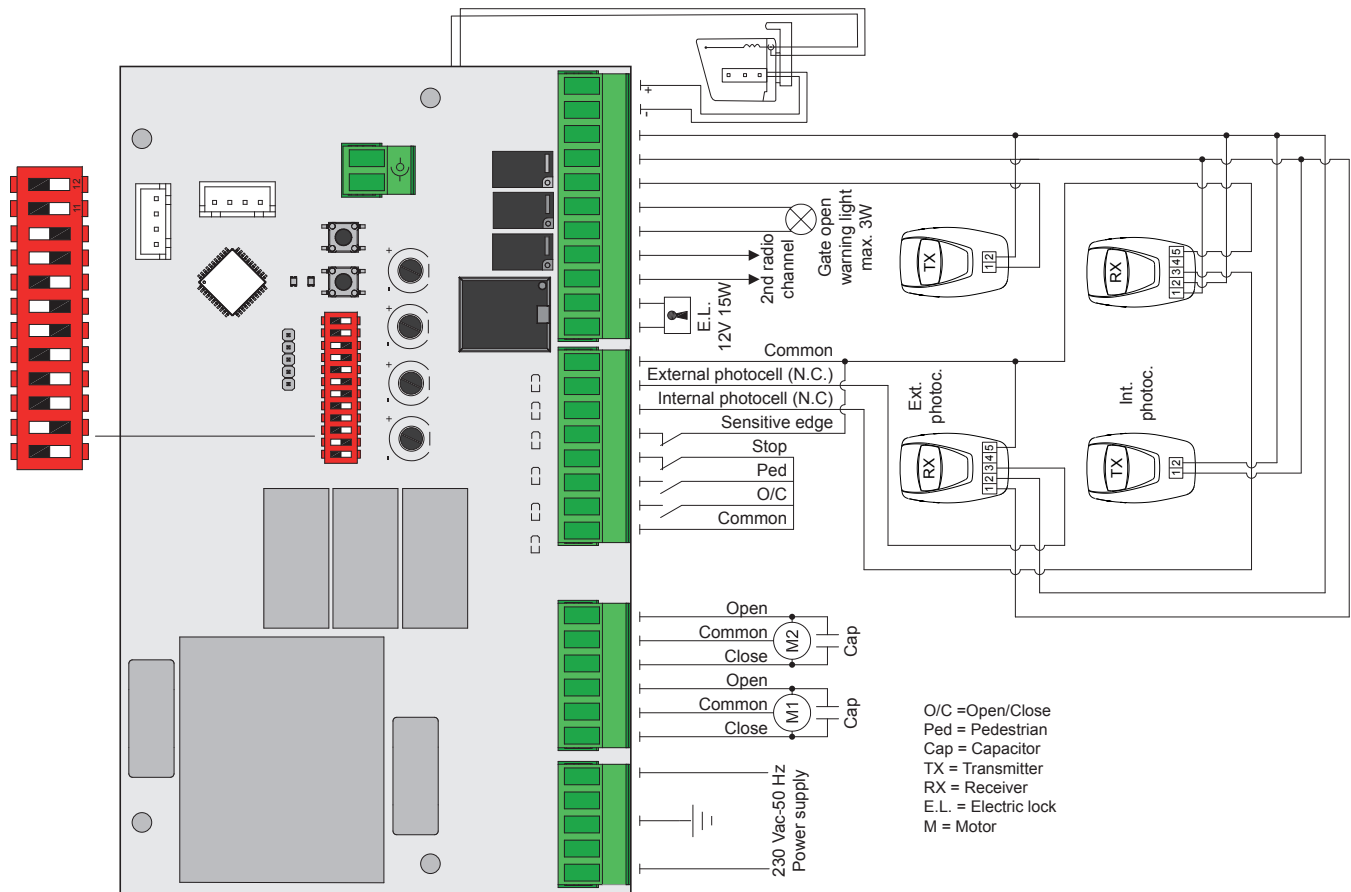 12
11
+
-
+
-
+
-
+
-
+
-
Gate open
warning light
max. 3W
2nd radio
channel
E.L.
12V 15W
Common
External photocell (N.C.)
Internal photocell (N.C)
Sensitive edge
Stop
Ped
O/C
Common
TX
1 2
RX
1 2 3 4 5
Ext.
photoc.
Int.
photoc.
RX
1 2 3 4 5
TX
1 2
Open
Common
Close
M2
Cap
Open
Common
Close
M1
Cap
230 Vac-50 Hz
Power supply
O/C =Open/Close
Ped = Pedestrian
Cap = Capacitor
TX = Transmitter
RX = Receiver
E.L. = Electric lock
M = Motor